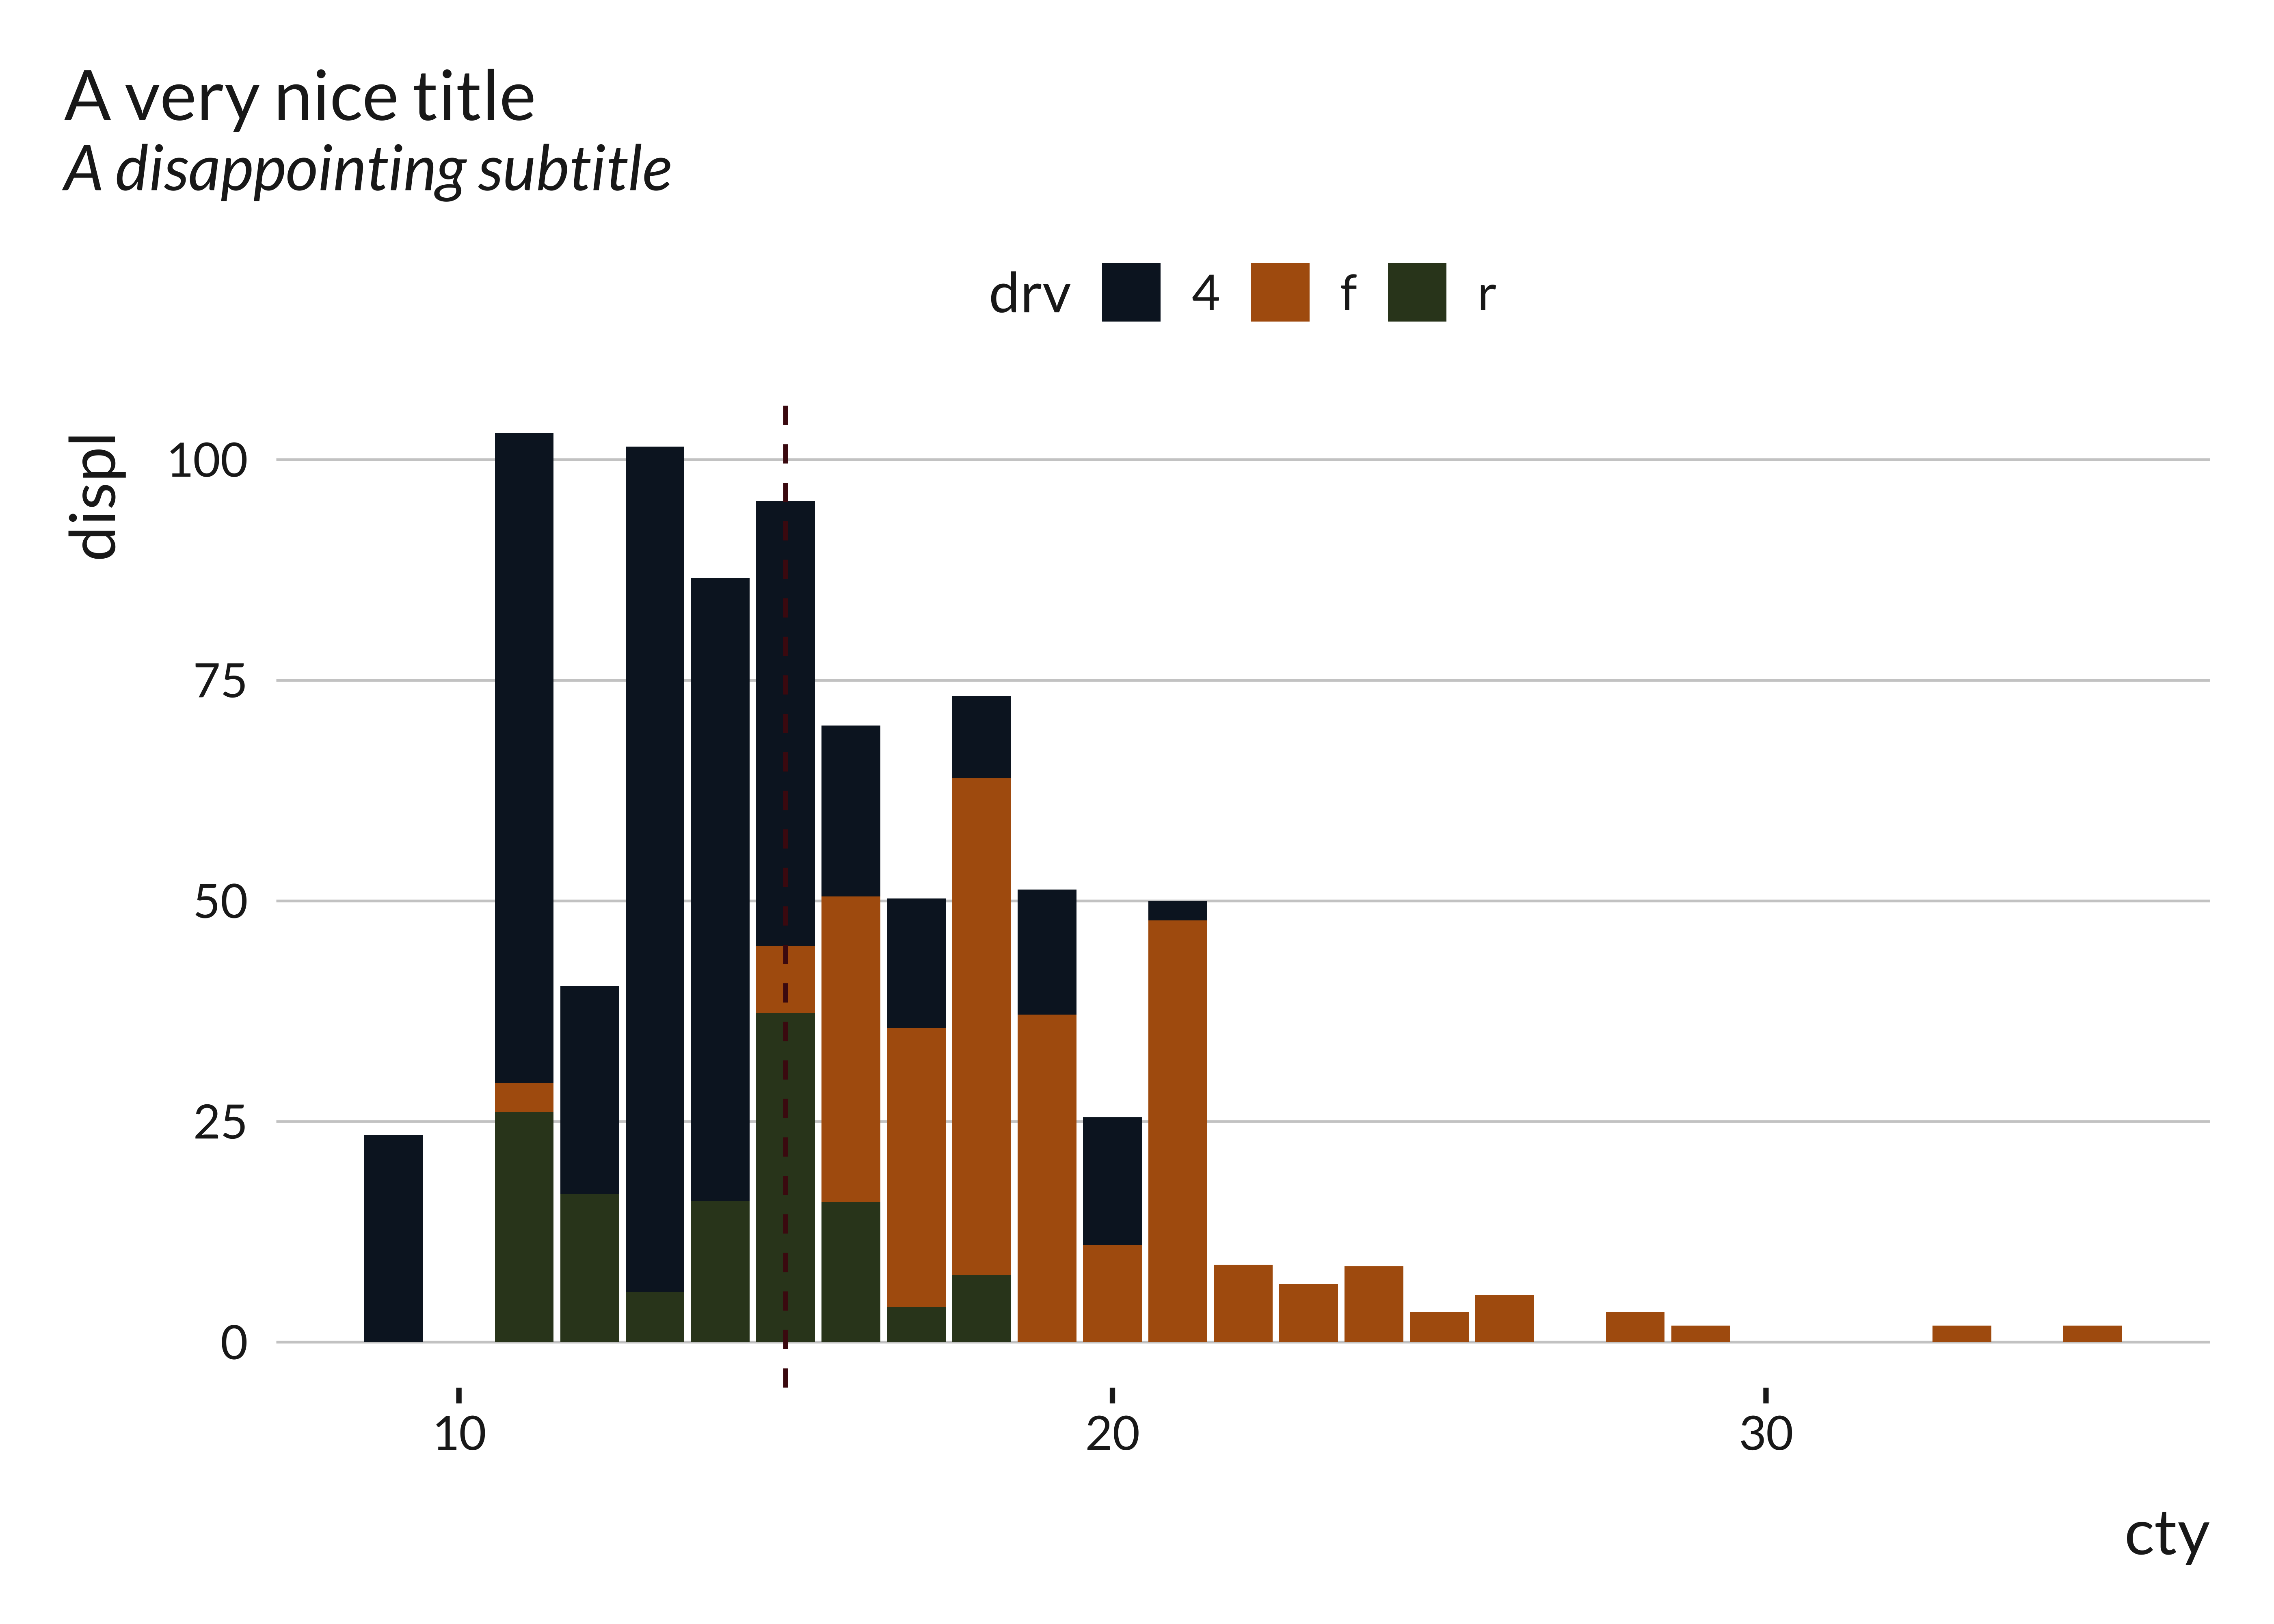 A very nice title
A disappointing subtitle
drv 4 f r
displ
100
75
50
25
0
10 20 30
cty